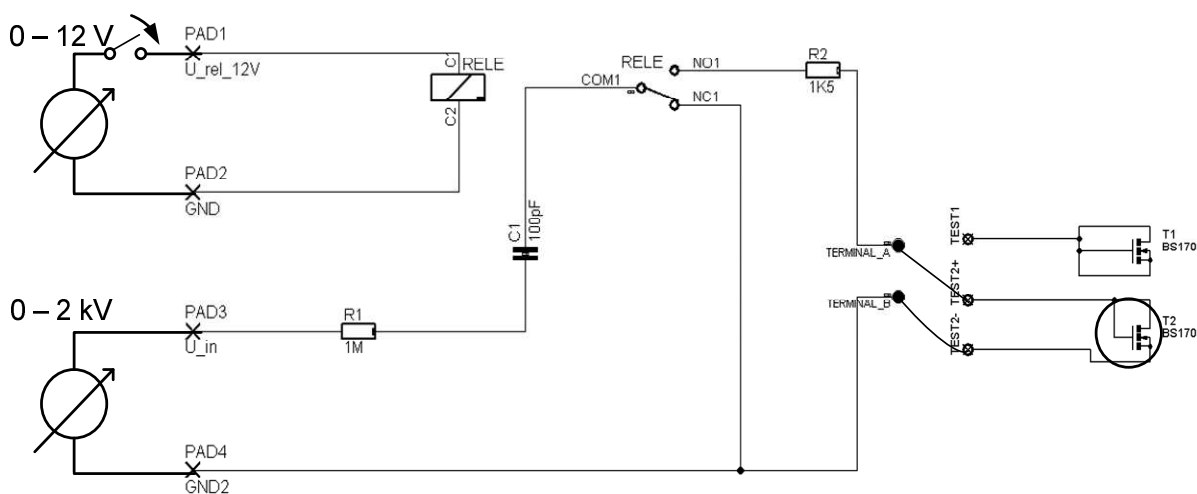 0 – 12 V
PAD1
U_rel_12V
C1
RELE
C2
PAD2
GND
RELE
COM1
NO1
NC1
R2
1K5
C1
100pF
TERMINAL_A
TERMINAL_B
TEST1
TEST2+
TEST2-
T1
BS170
T2
BS170
0 – 2 kV
PAD3
U_in
R1
1M
PAD4
GND2